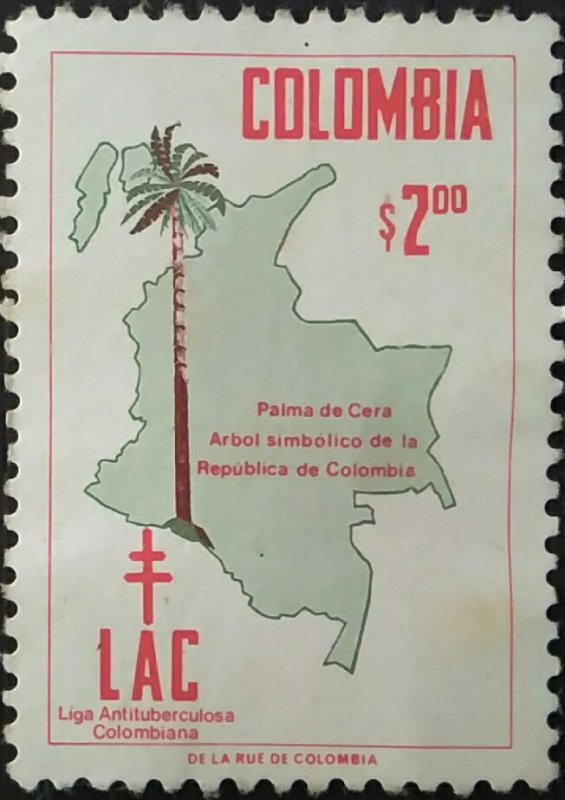 COLOMBIA
$2.00
Palma de Cera
Arbol simbólico de la
República de Colombia
LAC
Liga Antituberculosa
Colombiana
DE LA RUE DE COLOMBIA